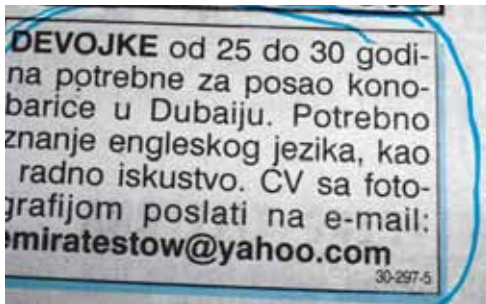 DEVOJKE od 25 do 30 godi-
na potrebne za posao kono-
barice u Dubaiju. Potrebno
znanje engleskog jezika, kao
radno iskustvo. CV sa foto-
grafijom poslati na e-mail:
emiratestow@yahoo.com
30-297-5